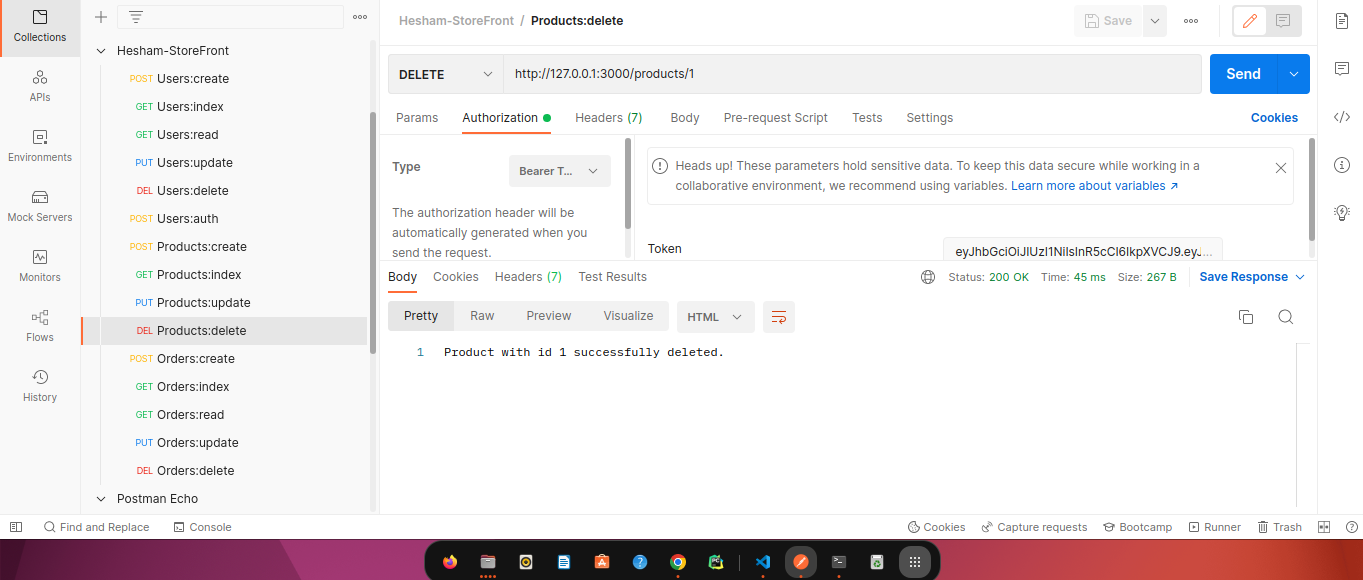 Collections
APIs
Environments
Mock Servers
Monitors
Flows
History
Hesham-StoreFront
POST Users:create
GET Users:index
GET Users:read
PUT Users:update
DEL Users:delete
POST Users:auth
POST Products:create
GET Products:index
PUT Products:update
DEL Products:delete
POST Orders:create
GET Orders:index
GET Orders:read
PUT Orders:update
DEL Orders:delete
Postman Echo
Hesham-StoreFront / Products:delete
Save
DELETE http://127.0.0.1:3000/products/1
Send
Params Authorization Headers (7) Body Pre-request Script Tests Settings
Cookies
Type
Bearer T...
The authorization header will be
automatically generated when you
send the request.
Heads up! These parameters hold sensitive data. To keep this data secure while working in a
collaborative environment, we recommend using variables. Learn more about variables ↗
Token
eyJhbGciOiJIUzI1NiIsInR5cCI6IkpXVCJ9.eyJ...
Body Cookies Headers (7) Test Results
Status: 200 OK Time: 45 ms Size: 267 B
Save Response
Pretty Raw Preview Visualize
HTML
1 Product with id 1 successfully deleted.
Find and Replace
Console
Cookies
Capture requests
Bootcamp
Runner
Trash